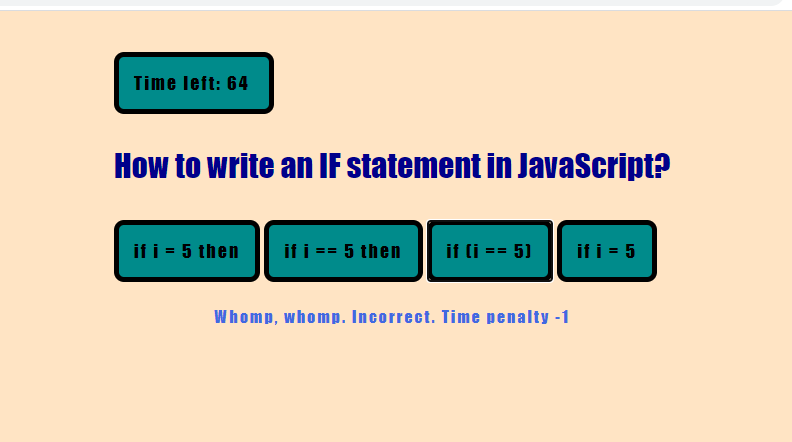 Time left: 64
How to write an IF statement in JavaScript?
if i = 5 then if i == 5 then if (i == 5) if i = 5
Whomp, whomp. Incorrect. Time penalty -1